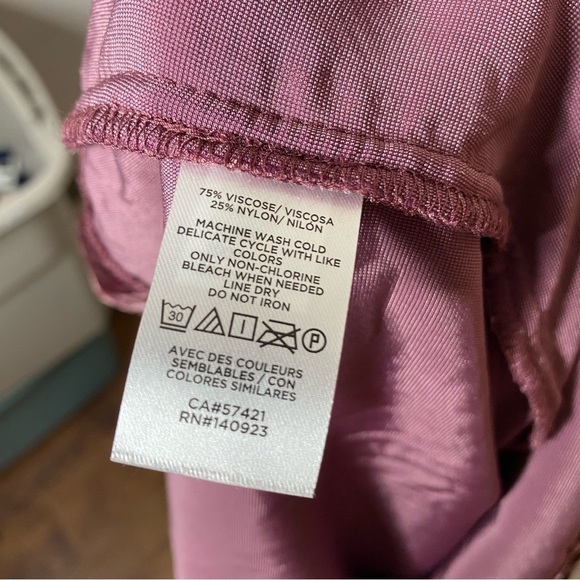 75% VISCOSE/ VISCOSA
25% NYLON/ NILÓN
MACHINE WASH COLD
DELICATE CYCLE WITH LIKE
COLORS
ONLY NON-CHLORINE
BLEACH WHEN NEEDED
LINE DRY
DO NOT IRON
30 P
AVEC DES COULEURS
SEMBLABLES / CON
COLORES SIMILARES
CA#57421
RN#140923